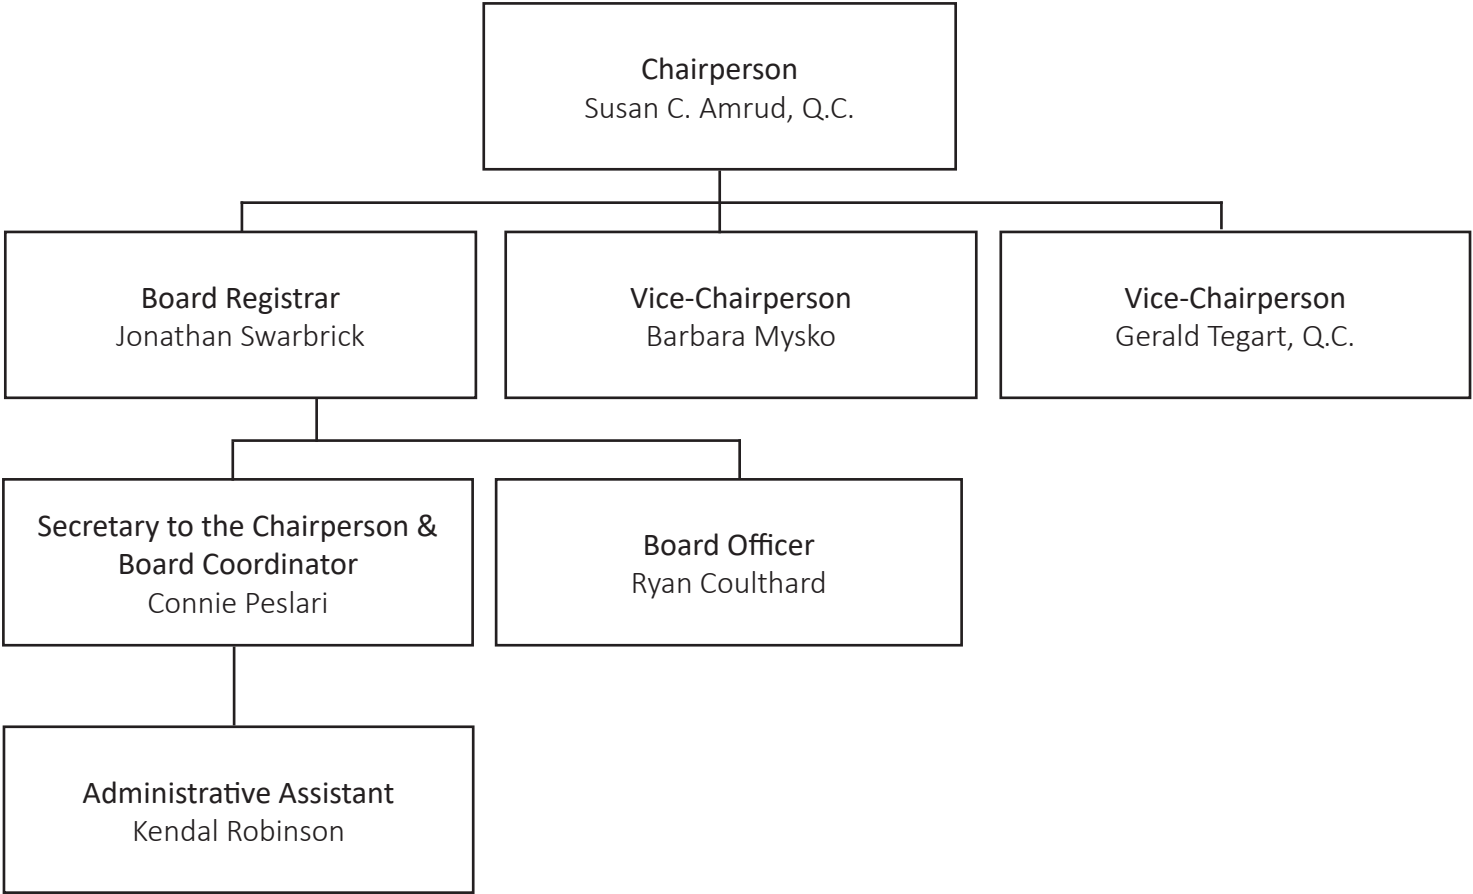 Chairperson
Susan C. Amrud, Q.C.
Board Registrar
Jonathan Swarbrick
Vice-Chairperson
Barbara Mysko
Vice-Chairperson
Gerald Tegart, Q.C.
Secretary to the Chairperson &
Board Coordinator
Connie Peslari
Board Officer
Ryan Coulthard
Administrative Assistant
Kendal Robinson